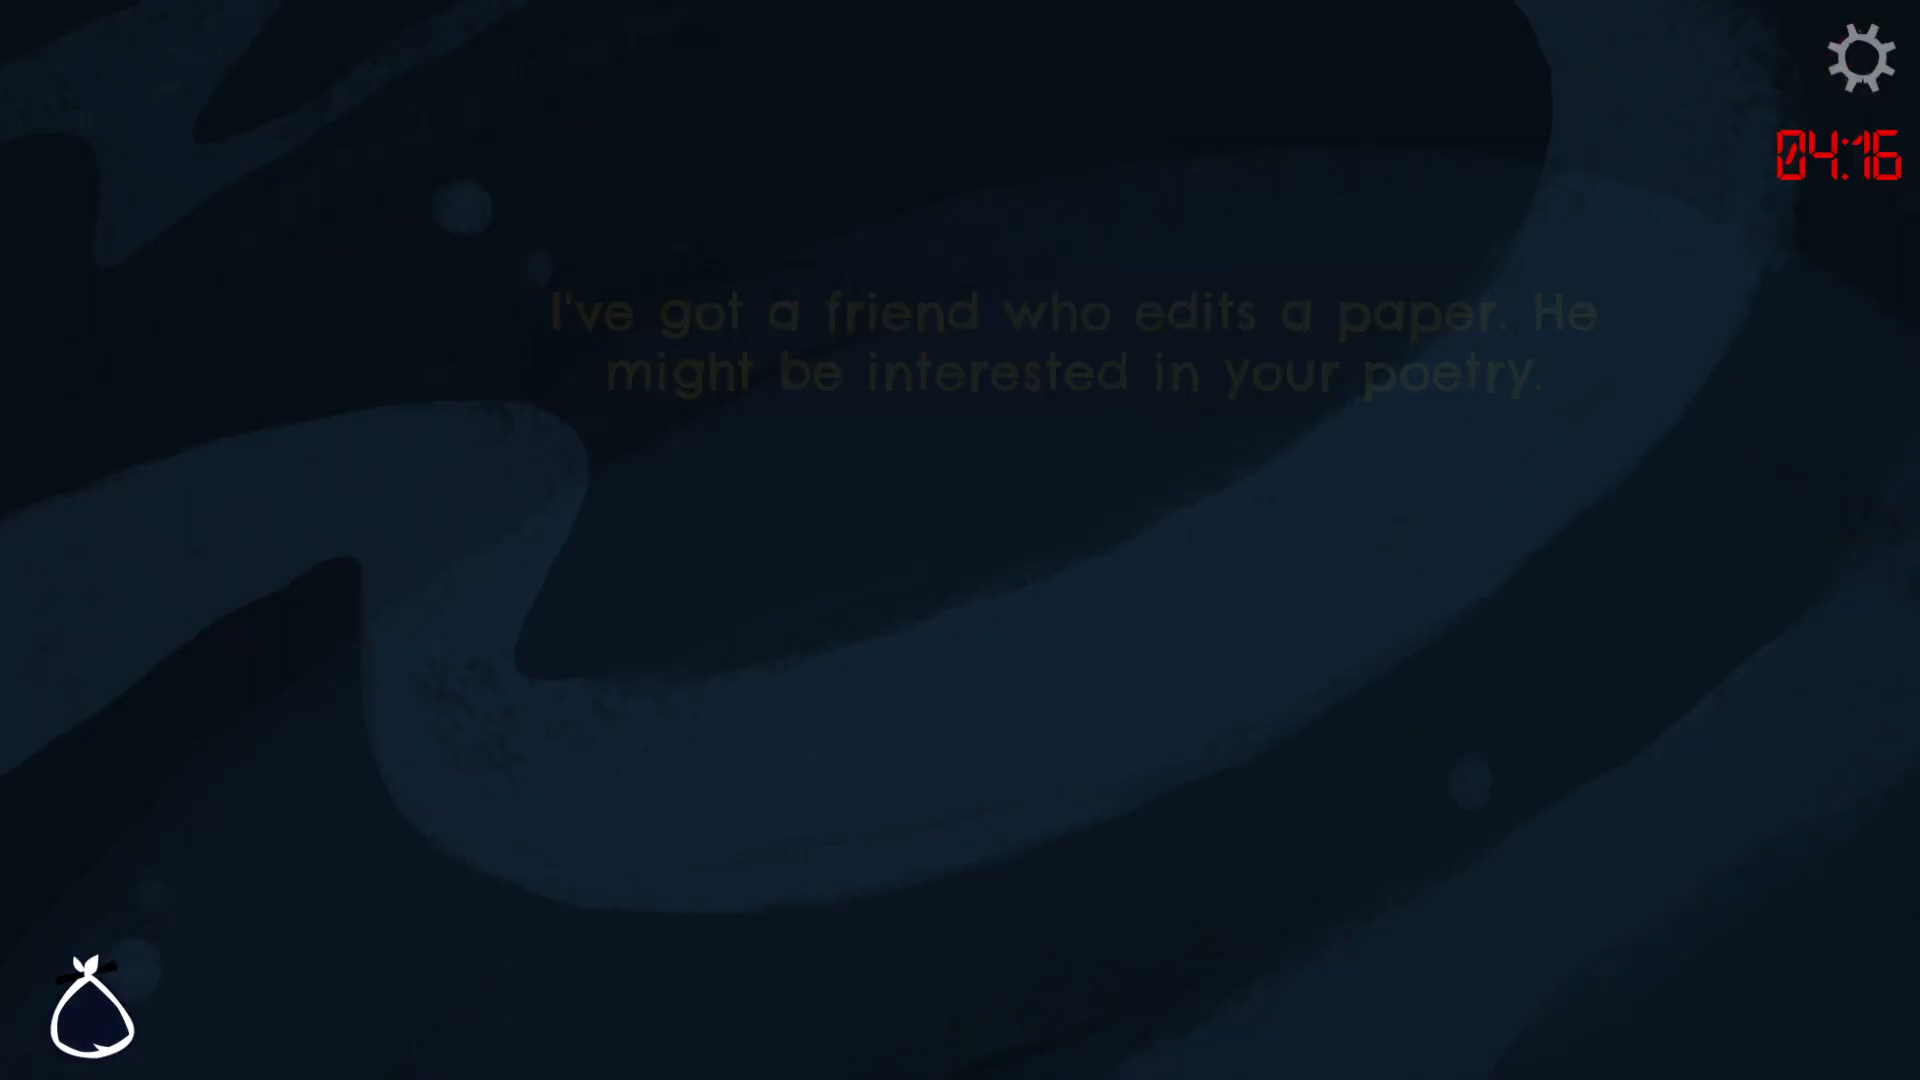 04:16
I've got a friend who edits a paper. He
might be interested in your poetry.